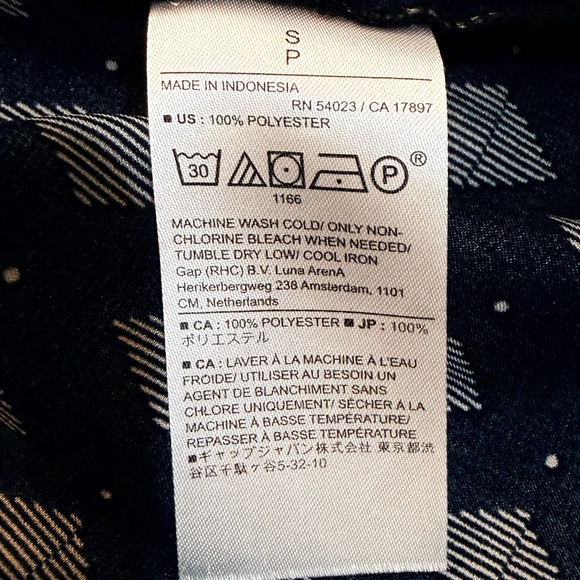 S
P
MADE IN INDONESIA
RN 54023 / CA 17897
US : 100% POLYESTER
30 P ®
1166
MACHINE WASH COLD/ ONLY NON-
CHLORINE BLEACH WHEN NEEDED/
TUMBLE DRY LOW/ COOL IRON
Gap (RHC) B.V. Luna ArenA
Herikerbergweg 238 Amsterdam, 1101
CM, Netherlands
CA : 100% POLYESTER JP : 100%
ポリエステル
CA : LAVER À LA MACHINE À L'EAU
FROIDE/ UTILISER AU BESOIN UN
AGENT DE BLANCHIMENT SANS
CHLORE UNIQUEMENT/ SÉCHER À LA
MACHINE À BASSE TEMPÉRATURE/
REPASSER À BASSE TEMPÉRATURE
ギャップジャパン株式会社 東京都渋
谷区千駄ヶ谷5-32-10